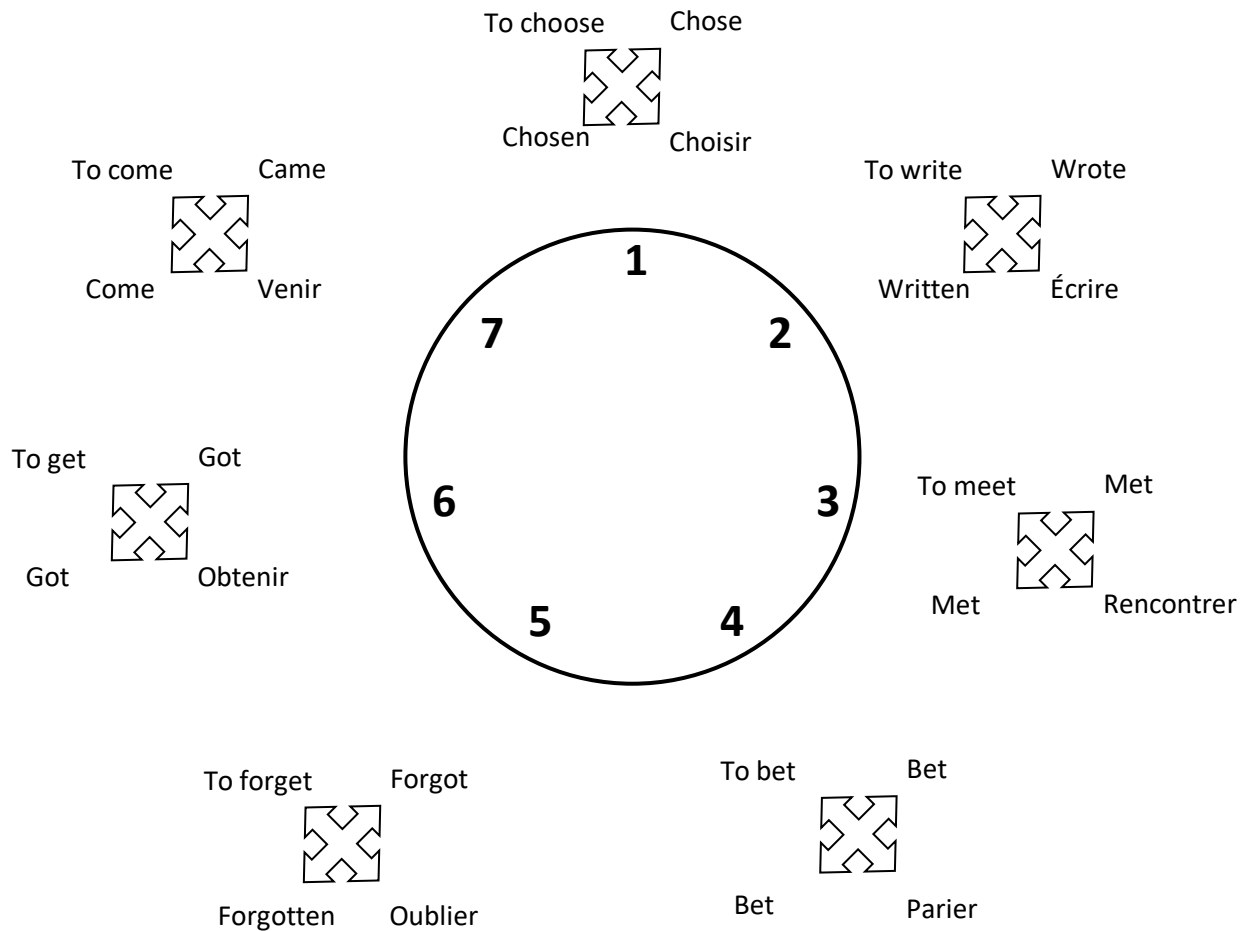 To choose Chose
Chosen Choisir
To come Came
Come Venir
To write Wrote
Written Écrire
1
7
2
To get Got
Got Obtenir
6
3
To meet Met
Met Rencontrer
5
4
To forget Forgot
Forgotten Oublier
To bet Bet
Bet Parier